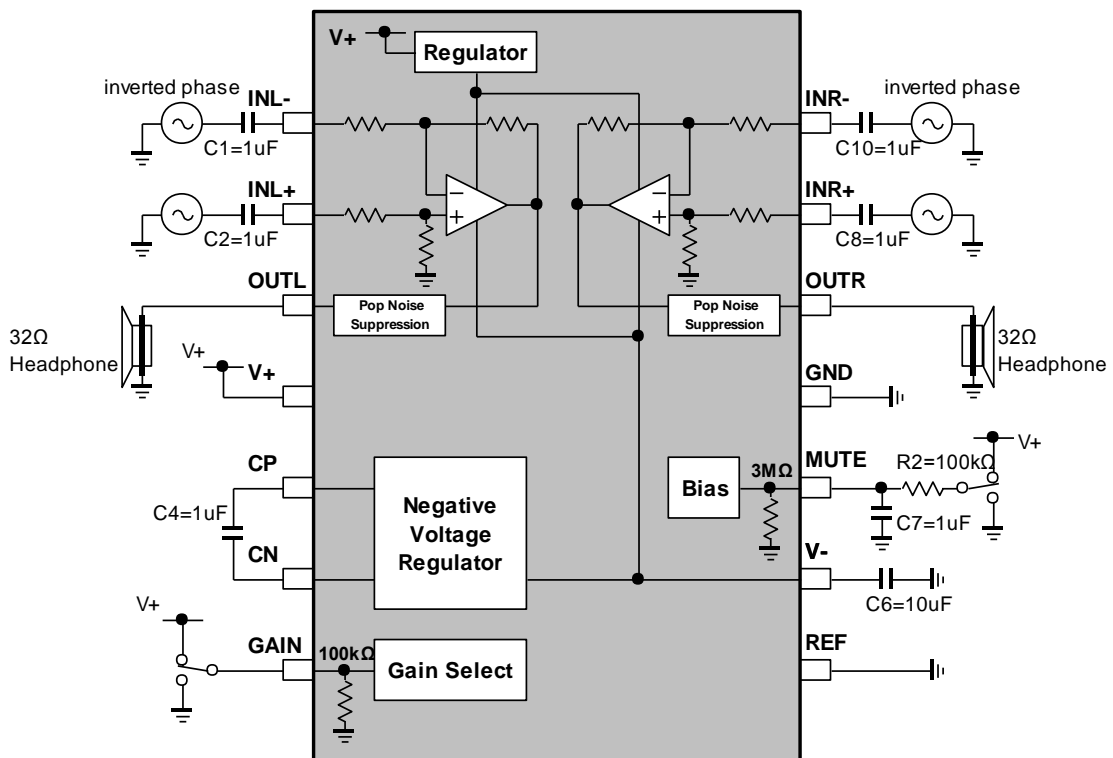 V+
Regulator
inverted phase
INL-
C1=1uF
INR-
inverted phase
C10=1uF
INL+
C2=1uF
INR+
C8=1uF
OUTL
Pop Noise
Suppression
Pop Noise
Suppression
OUTR
32Ω
Headphone
32Ω
Headphone
V+
V+
GND
CP
C4=1uF
CN
Negative
Voltage
Regulator
Bias
3MΩ
MUTE
R2=100kΩ
V+
C7=1uF
V-
C6=10uF
V+
GAIN
100kΩ
Gain Select
REF